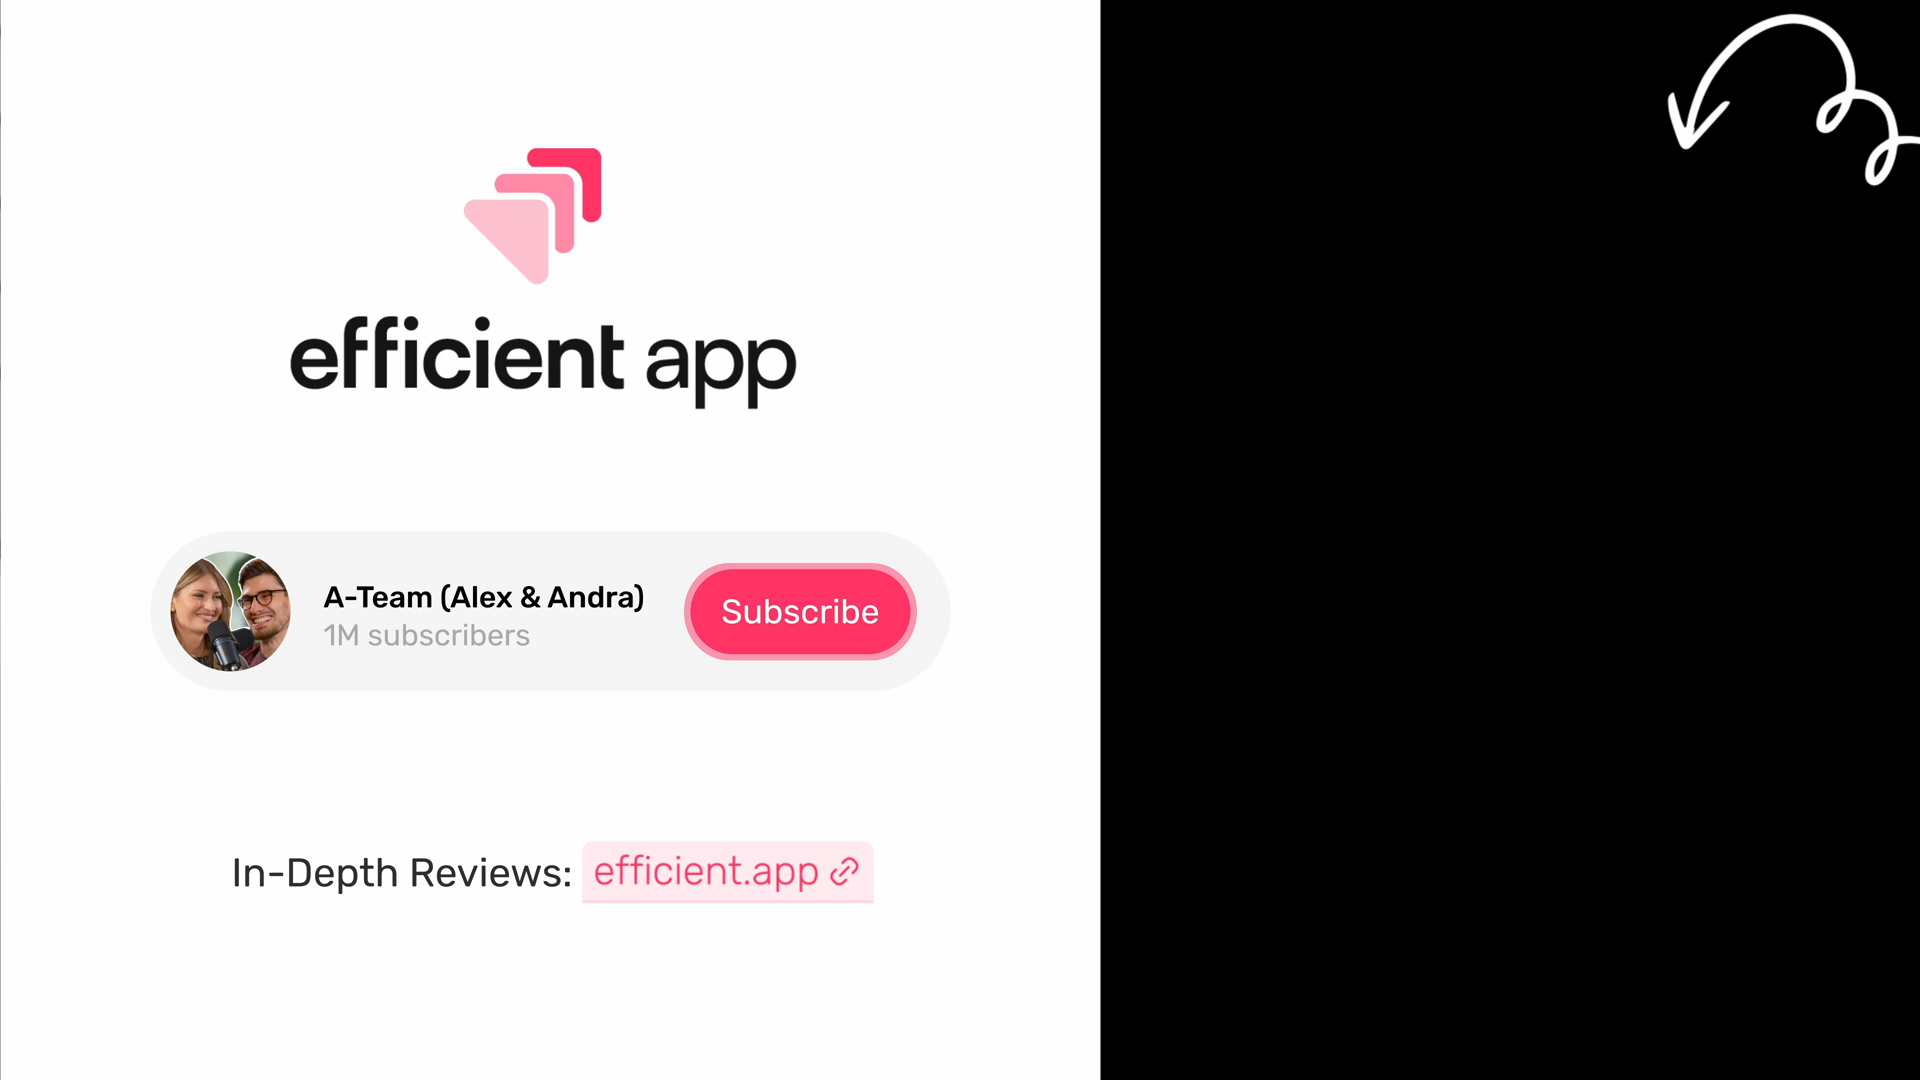 efficient app
A-Team (Alex & Andra)
1M subscribers
Subscribe
In-Depth Reviews: efficient.app